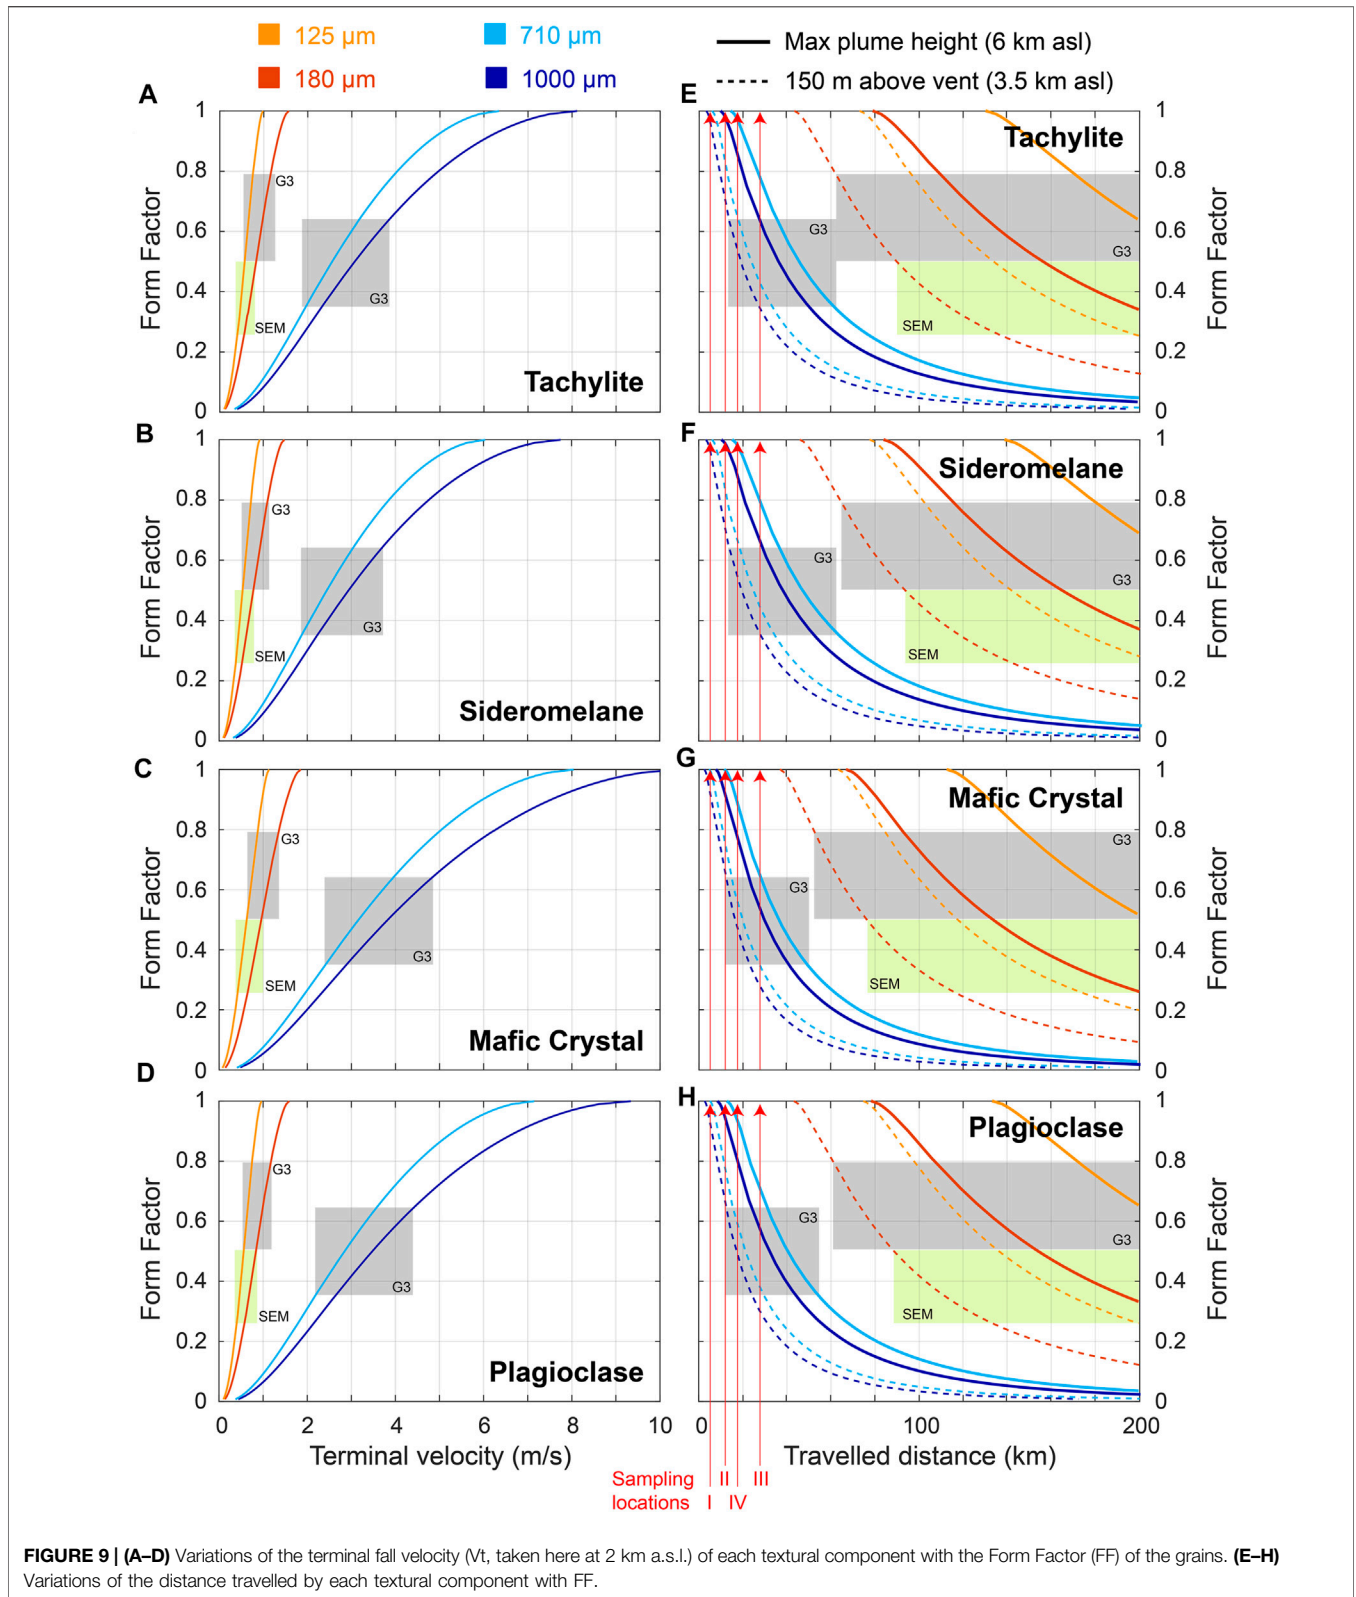 125 µm
710 µm
Max plume height (6 km asl)
180 µm
1000 µm
150 m above vent (3.5 km asl)
A
1
0.8
0.6
0.4
0.2
0
Form Factor
G3
G3
SEM
Tachylite
E
Tachylite
G3
G3
SEM
1
0.8
0.6
0.4
0.2
0
Form Factor
B
1
0.8
0.6
0.4
0.2
0
Form Factor
G3
G3
SEM
Sideromelane
F
Sideromelane
G3
G3
SEM
1
0.8
0.6
0.4
0.2
0
Form Factor
C
1
0.8
0.6
0.4
0.2
0
Form Factor
G3
G3
SEM
Mafic Crystal
G
Mafic Crystal
G3
G3
SEM
1
0.8
0.6
0.4
0.2
0
Form Factor
D
1
0.8
0.6
0.4
0.2
0
Form Factor
G3
G3
SEM
Plagioclase
H
Plagioclase
G3
G3
SEM
1
0.8
0.6
0.4
0.2
0
Form Factor
0 2 4 6 8 10
Terminal velocity (m/s)
0 100 200
Travelled distance (km)
Sampling II III
locations I IV
FIGURE 9 | (A–D) Variations of the terminal fall velocity (Vt, taken here at 2 km a.s.l.) of each textural component with the Form Factor (FF) of the grains. (E–H)
Variations of the distance travelled by each textural component with FF.